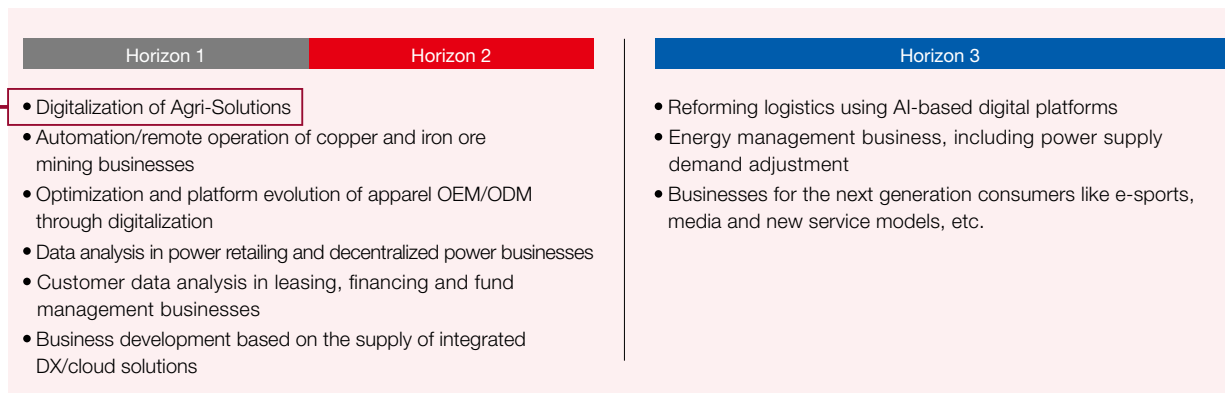 Horizon 1
Horizon 2
• Digitalization of Agri-Solutions
• Automation/remote operation of copper and iron ore
mining businesses
• Optimization and platform evolution of apparel OEM/ODM
through digitalization
• Data analysis in power retailing and decentralized power businesses
• Customer data analysis in leasing, financing and fund
management businesses
• Business development based on the supply of integrated
DX/cloud solutions
Horizon 3
• Reforming logistics using AI-based digital platforms
• Energy management business, including power supply
demand adjustment
• Businesses for the next generation consumers like e-sports,
media and new service models, etc.